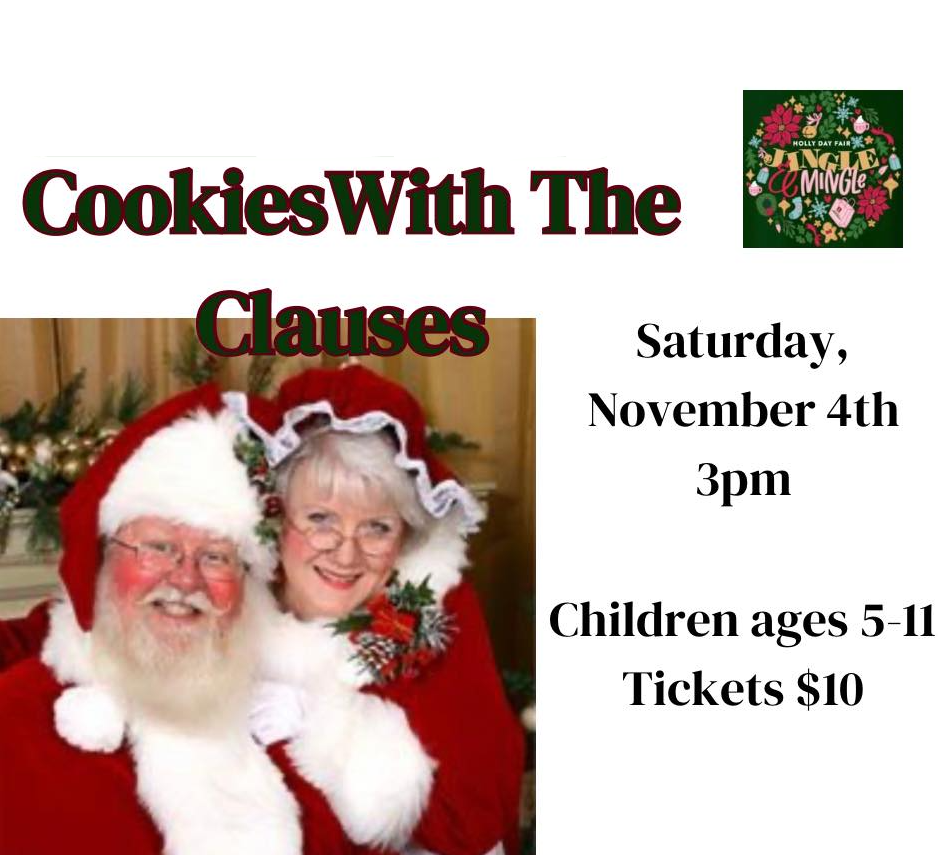 HOLLY DAY FAIR
JINGLE
& MINGLE
CookiesWith The
Clauses
Saturday,
November 4th
3pm
Children ages 5-11
Tickets $10